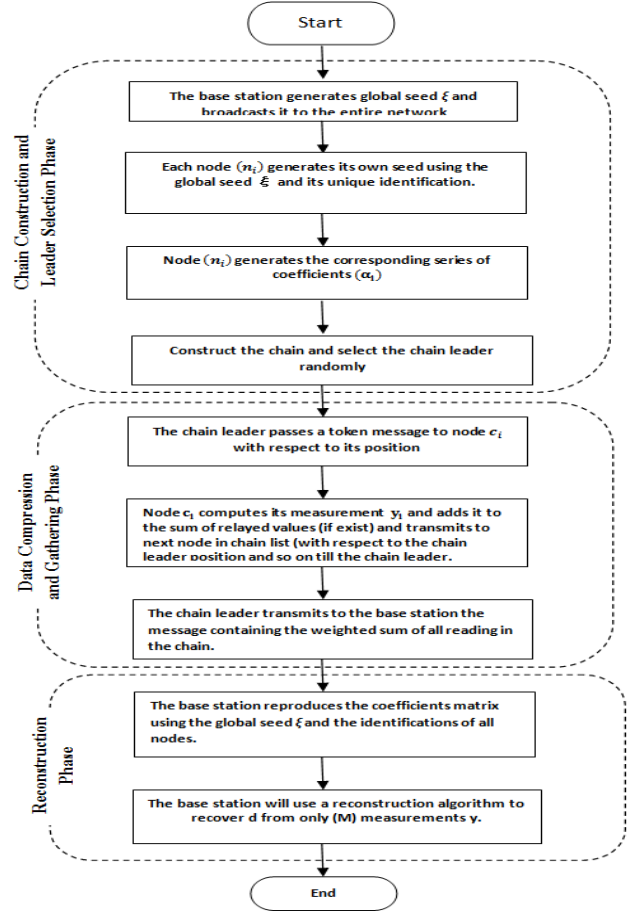 Start
Chain Construction and
Leader Selection Phase
The base station generates global seed ξ and
broadcasts it to the entire network
Each node (nᵢ) generates its own seed using the
global seed ξ and its unique identification.
Node (nᵢ) generates the corresponding series of
coefficients (αᵢ)
Construct the chain and select the chain leader
randomly
Data Compression
and Gathering Phase
The chain leader passes a token message to node cᵢ
with respect to its position
Node cᵢ computes its measurement yᵢ and adds it to
the sum of relayed values (if exist) and transmits to
next node in chain list (with respect to the chain
leader position and so on till the chain leader.
The chain leader transmits to the base station the
message containing the weighted sum of all reading in
the chain.
Reconstruction
Phase
The base station reproduces the coefficients matrix
using the global seed ξ and the identifications of all
nodes.
The base station will use a reconstruction algorithm to
recover d from only (M) measurements y.
End